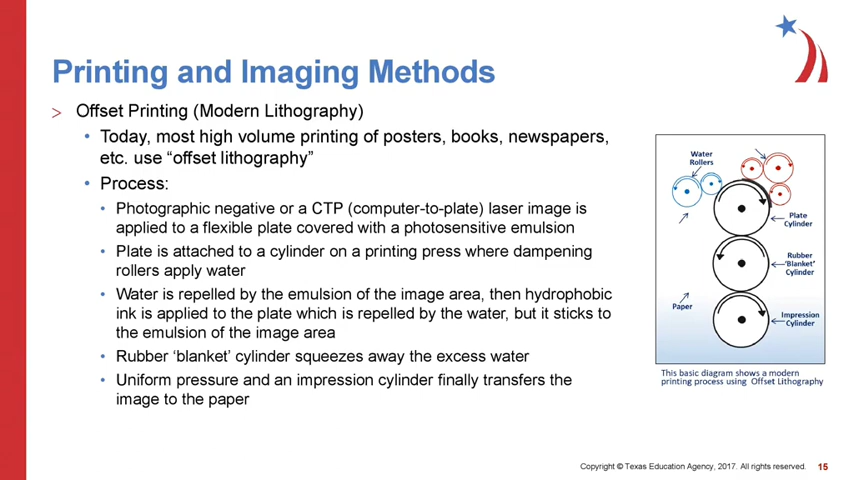 Printing and Imaging Methods
> Offset Printing (Modern Lithography)
• Today, most high volume printing of posters, books, newspapers,
etc. use “offset lithography”
• Process:
• Photographic negative or a CTP (computer-to-plate) laser image is
applied to a flexible plate covered with a photosensitive emulsion
• Plate is attached to a cylinder on a printing press where dampening
rollers apply water
• Water is repelled by the emulsion of the image area, then hydrophobic
ink is applied to the plate which is repelled by the water, but it sticks to
the emulsion of the image area
• Rubber ‘blanket’ cylinder squeezes away the excess water
• Uniform pressure and an impression cylinder finally transfers the
image to the paper
Water
Rollers
Plate
Cylinder
Rubber
'Blanket'
Cylinder
Paper
Impression
Cylinder
This basic diagram shows a modern
printing process using Offset Lithography
Copyright © Texas Education Agency, 2017. All rights reserved. 15